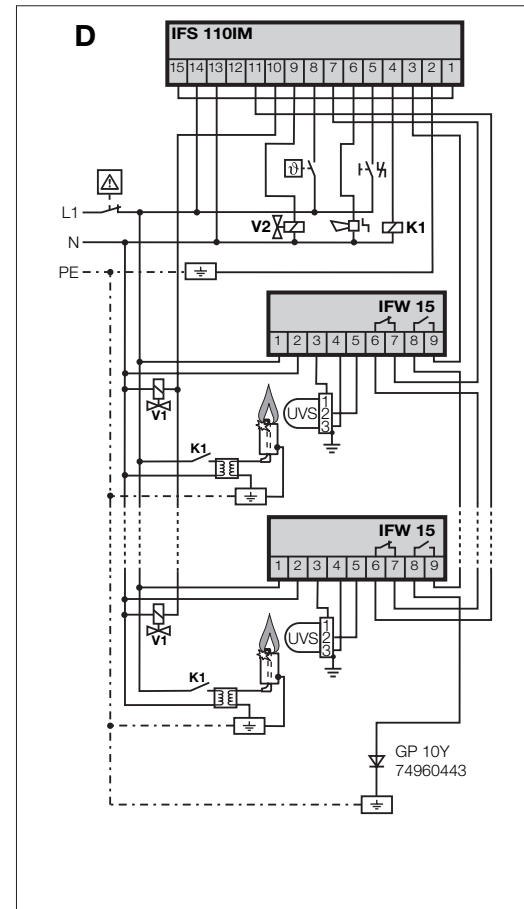 D
IFS 110IM
15 14 13 12 11 10 9 8 7 6 5 4 3 2 1
ϑ
L1
V2
K1
N
PE
IFW 15
1 2 3 4 5 6 7 8 9
V1
UVS
1
2
3
K1
IFW 15
1 2 3 4 5 6 7 8 9
V1
UVS
1
2
3
K1
GP 10Y
74960443